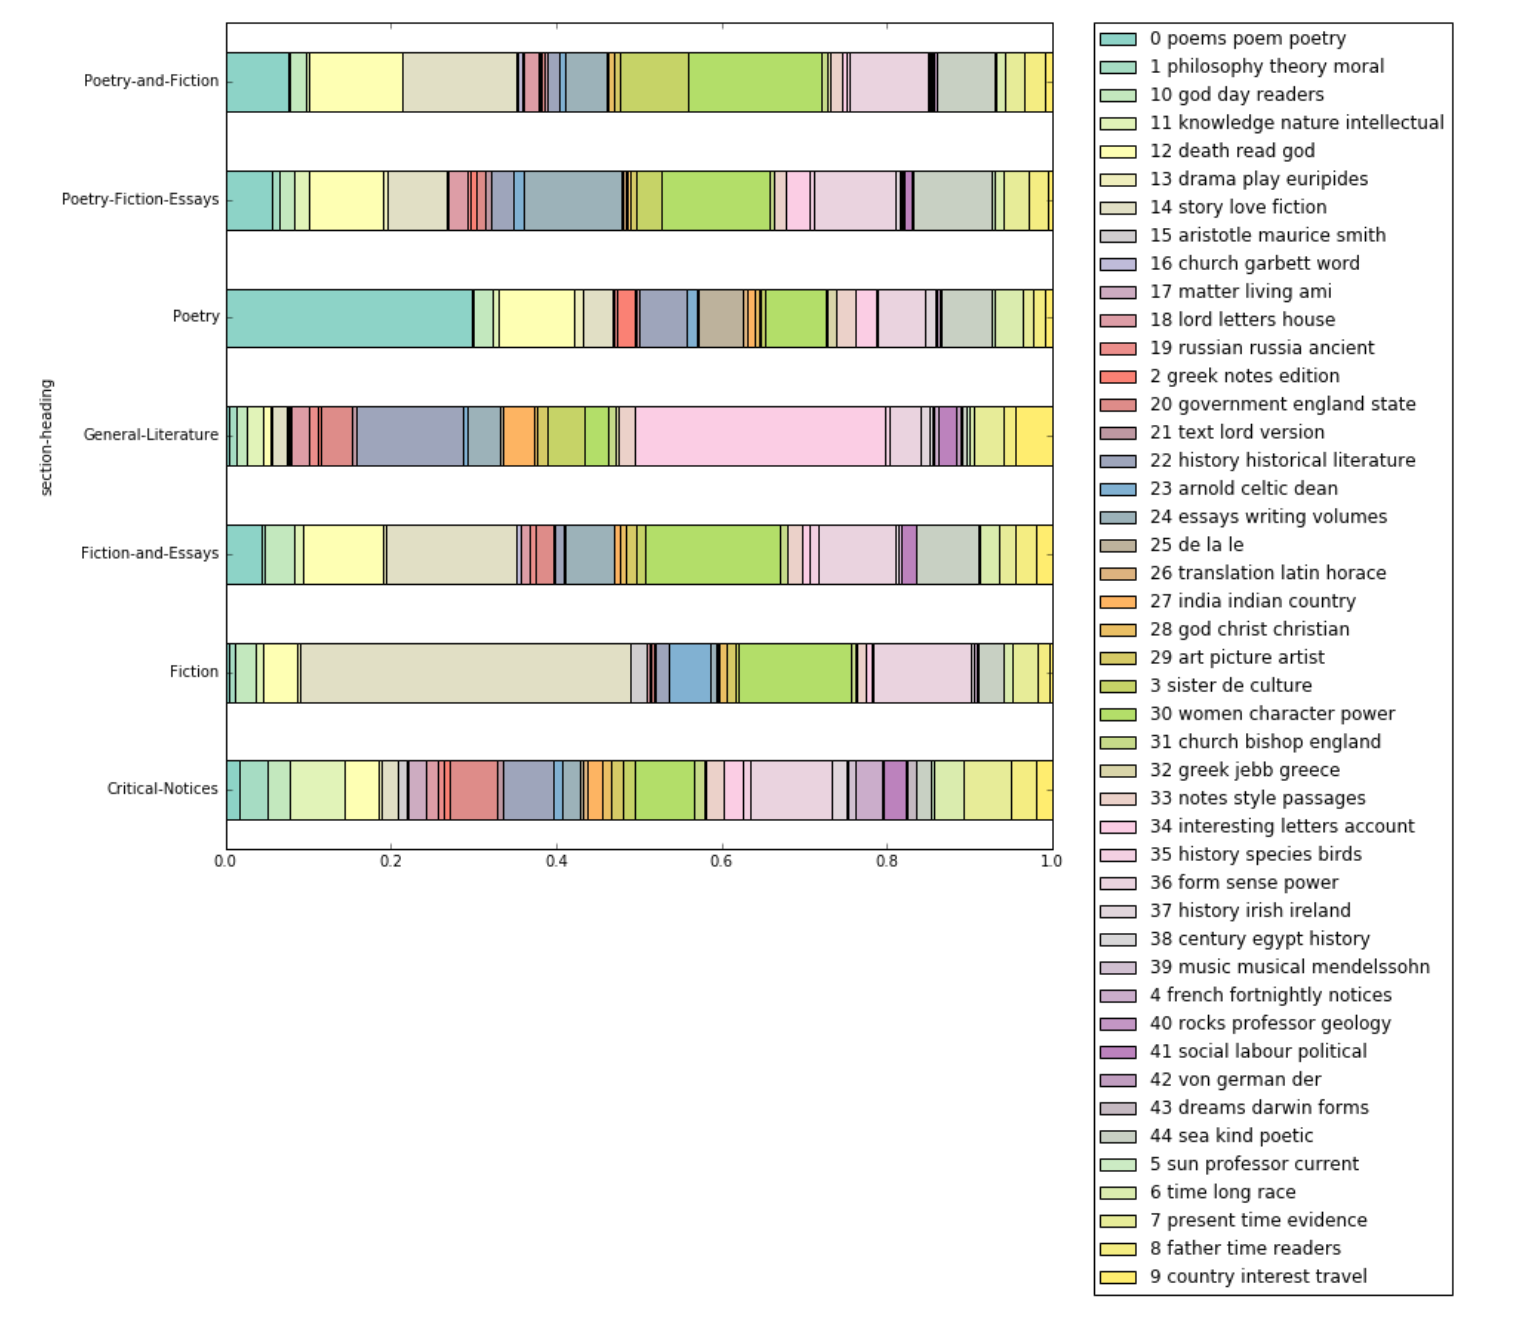 section-heading
Poetry-and-Fiction
Poetry-Fiction-Essays
Poetry
General-Literature
Fiction-and-Essays
Fiction
Critical-Notices
0.0 0.2 0.4 0.6 0.8 1.0
0 poems poem poetry
1 philosophy theory moral
10 god day readers
11 knowledge nature intellectual
12 death read god
13 drama play euripides
14 story love fiction
15 aristotle maurice smith
16 church garbett word
17 matter living ami
18 lord letters house
19 russian russia ancient
2 greek notes edition
20 government england state
21 text lord version
22 history historical literature
23 arnold celtic dean
24 essays writing volumes
25 de la le
26 translation latin horace
27 india indian country
28 god christ christian
29 art picture artist
3 sister de culture
30 women character power
31 church bishop england
32 greek jebb greece
33 notes style passages
34 interesting letters account
35 history species birds
36 form sense power
37 history irish ireland
38 century egypt history
39 music musical mendelssohn
4 french fortnightly notices
40 rocks professor geology
41 social labour political
42 von german der
43 dreams darwin forms
44 sea kind poetic
5 sun professor current
6 time long race
7 present time evidence
8 father time readers
9 country interest travel